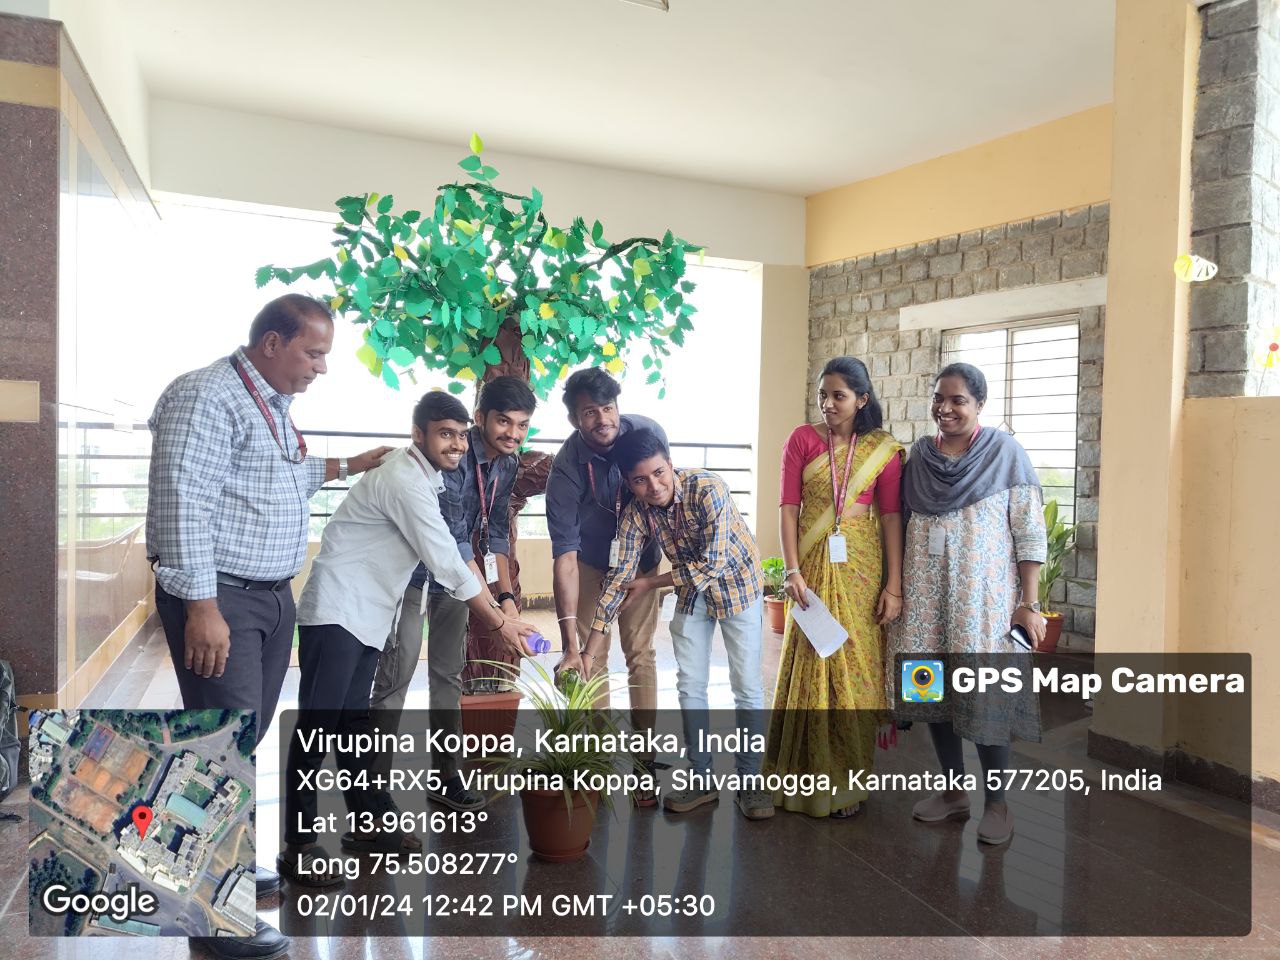 GPS Map Camera
Virupina Koppa, Karnataka, India
XG64+RX5, Virupina Koppa, Shivamogga, Karnataka 577205, India
Lat 13.961613°
Long 75.508277°
02/01/24 12:42 PM GMT +05:30
Google